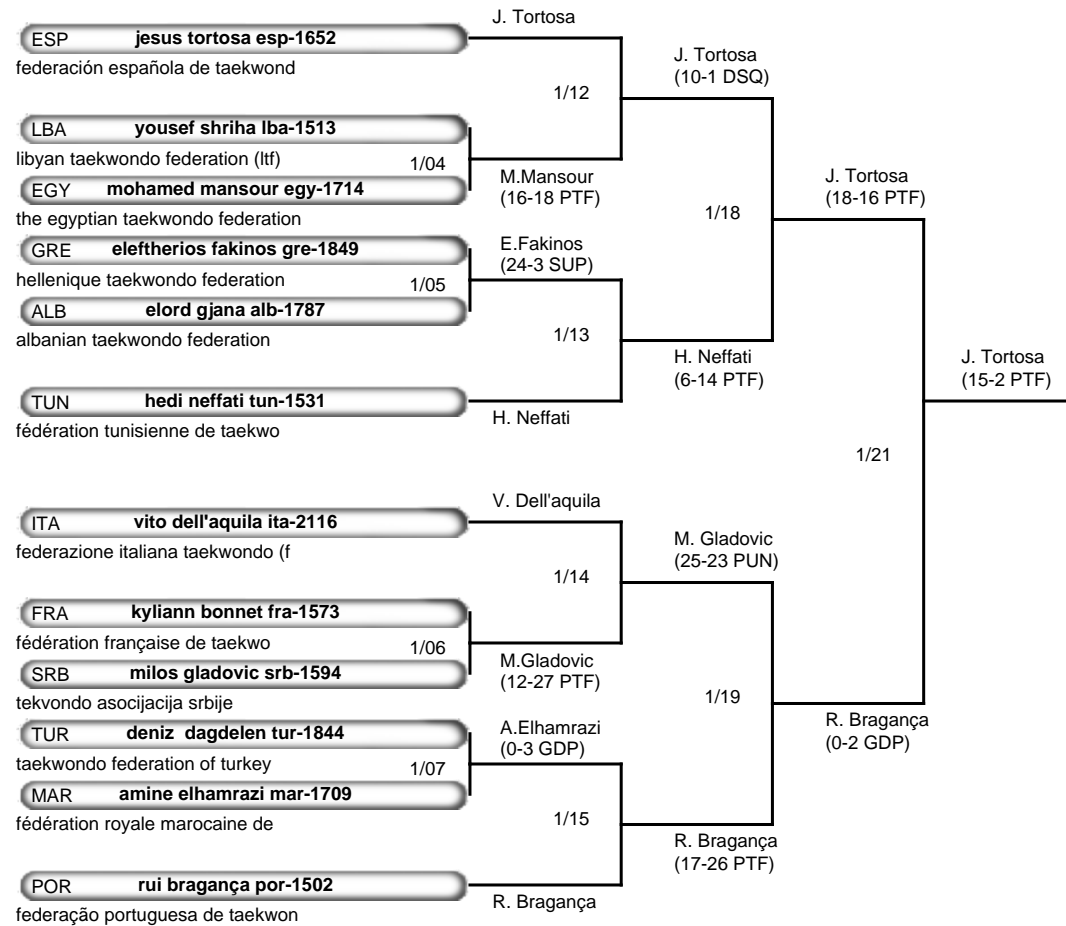 J. Tortosa
ESP jesus tortosa esp-1652
federación española de taekwond
J. Tortosa
(10-1 DSQ)
1/12
LBA yousef shriha lba-1513
libyan taekwondo federation (ltf)
1/04
EGY mohamed mansour egy-1714
the egyptian taekwondo federation
M.Mansour
(16-18 PTF)
J. Tortosa
(18-16 PTF)
1/18
GRE eleftherios fakinos gre-1849
hellenique taekwondo federation
E.Fakinos
(24-3 SUP)
1/05
ALB elord gjana alb-1787
albanian taekwondo federation
1/13
H. Neffati
(6-14 PTF)
J. Tortosa
(15-2 PTF)
TUN hedi neffati tun-1531
fédération tunisienne de taekwo
H. Neffati
1/21
V. Dell'aquila
ITA vito dell'aquila ita-2116
federazione italiana taekwondo (f
M. Gladovic
(25-23 PUN)
1/14
FRA kyliann bonnet fra-1573
fédération française de taekwo
1/06
SRB milos gladovic srb-1594
tekvondo asocijacija srbije
M.Gladovic
(12-27 PTF)
1/19
TUR deniz  dagdelen tur-1844
taekwondo federation of turkey
A.Elhamrazi
(0-3 GDP)
R. Bragança
(0-2 GDP)
1/07
MAR amine elhamrazi mar-1709
fédération royale marocaine de
1/15
R. Bragança
(17-26 PTF)
POR rui bragança por-1502
federação portuguesa de taekwon
R. Bragança